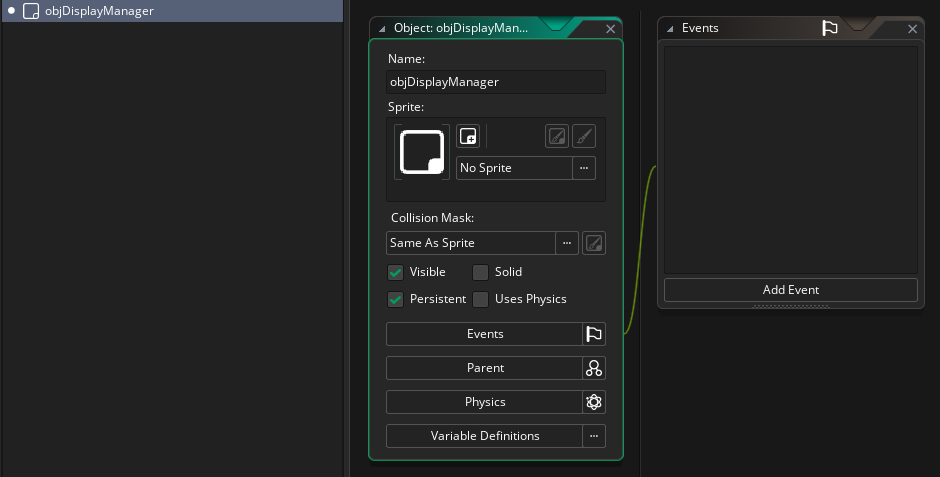 objDisplayManager
Object: objDisplayMan...
Name:
objDisplayManager
Sprite:
No Sprite
...
Collision Mask:
Same As Sprite
...
Visible
Solid
Persistent
Uses Physics
Events
Parent
Physics
Variable Definitions
...
Events
Add Event